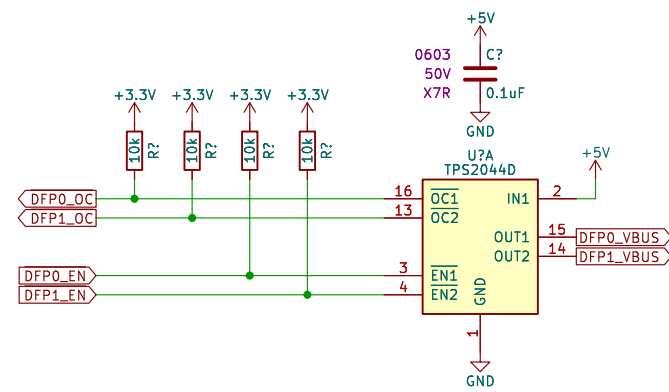 +5V
0603
C?
50V
X7R
0.1uF
GND
+3.3V +3.3V +3.3V +3.3V
10k R? 10k R? 10k R? 10k R?
U?A
TPS2044D
+5V
DFP0_OC 16 OC1 IN1 2
DFP1_OC 13 OC2
OUT1 15 DFP0_VBUS
OUT2 14 DFP1_VBUS
DFP0_EN 3 EN1
DFP1_EN 4 EN2
GND
1
GND